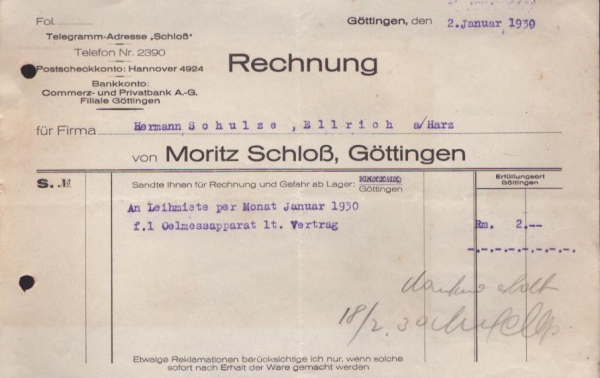 Fol.
Göttingen, den 2. Januar 1930
Telegramm-Adresse „Schloß"
Telefon Nr. 2390
Postscheckkonto: Hannover 4924
Bankkonto:
Commerz- und Privatbank A.-G.
Filiale Göttingen
Rechnung
für Firma Hermann Schulze, Ellrich a/Harz
von Moritz Schloß, Göttingen
S. 12
Sandte Ihnen für Rechnung und Gefahr ab Lager: Göttingen
Erfüllungsort
Göttingen
An Leihmiete per Monat Januar 1930
f.1 Oelmessapparat lt. Vertrag Rm. 2.--
-.-.-.-.-.-.-.-.
18/2. 30
Etwaige Reklamationen berücksichtige ich nur, wenn solche
sofort nach Erhalt der Ware gemacht werden